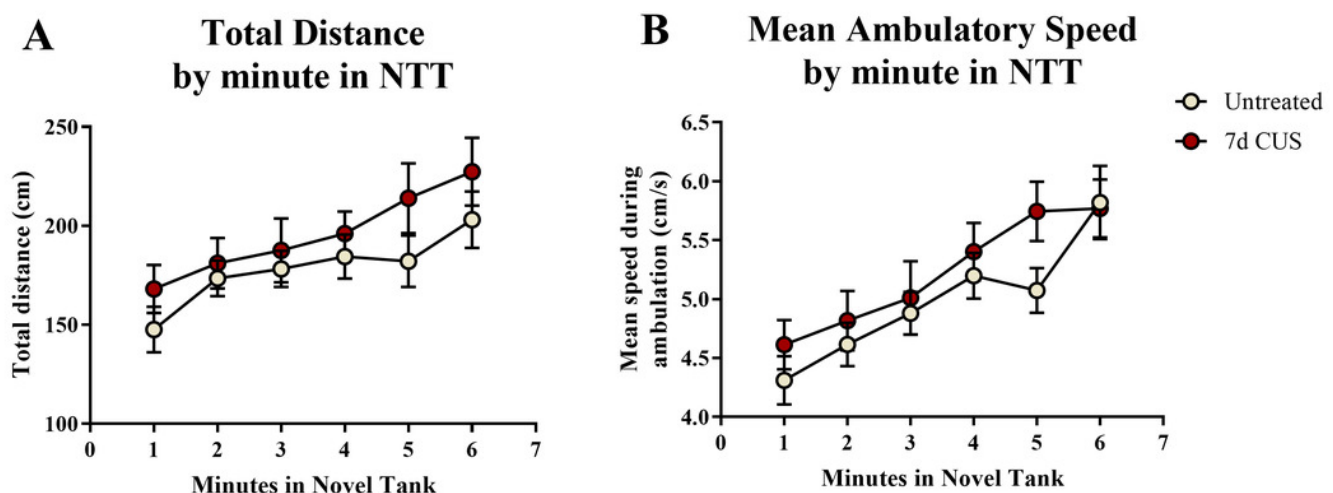 A
Total Distance
by minute in NTT
Total distance (cm)
250
200
150
100
0 1 2 3 4 5 6 7
Minutes in Novel Tank
B
Mean Ambulatory Speed
by minute in NTT
Mean speed during
ambulation (cm/s)
6.5
6.0
5.5
5.0
4.5
4.0
0 1 2 3 4 5 6 7
Minutes in Novel Tank
Untreated
7d CUS